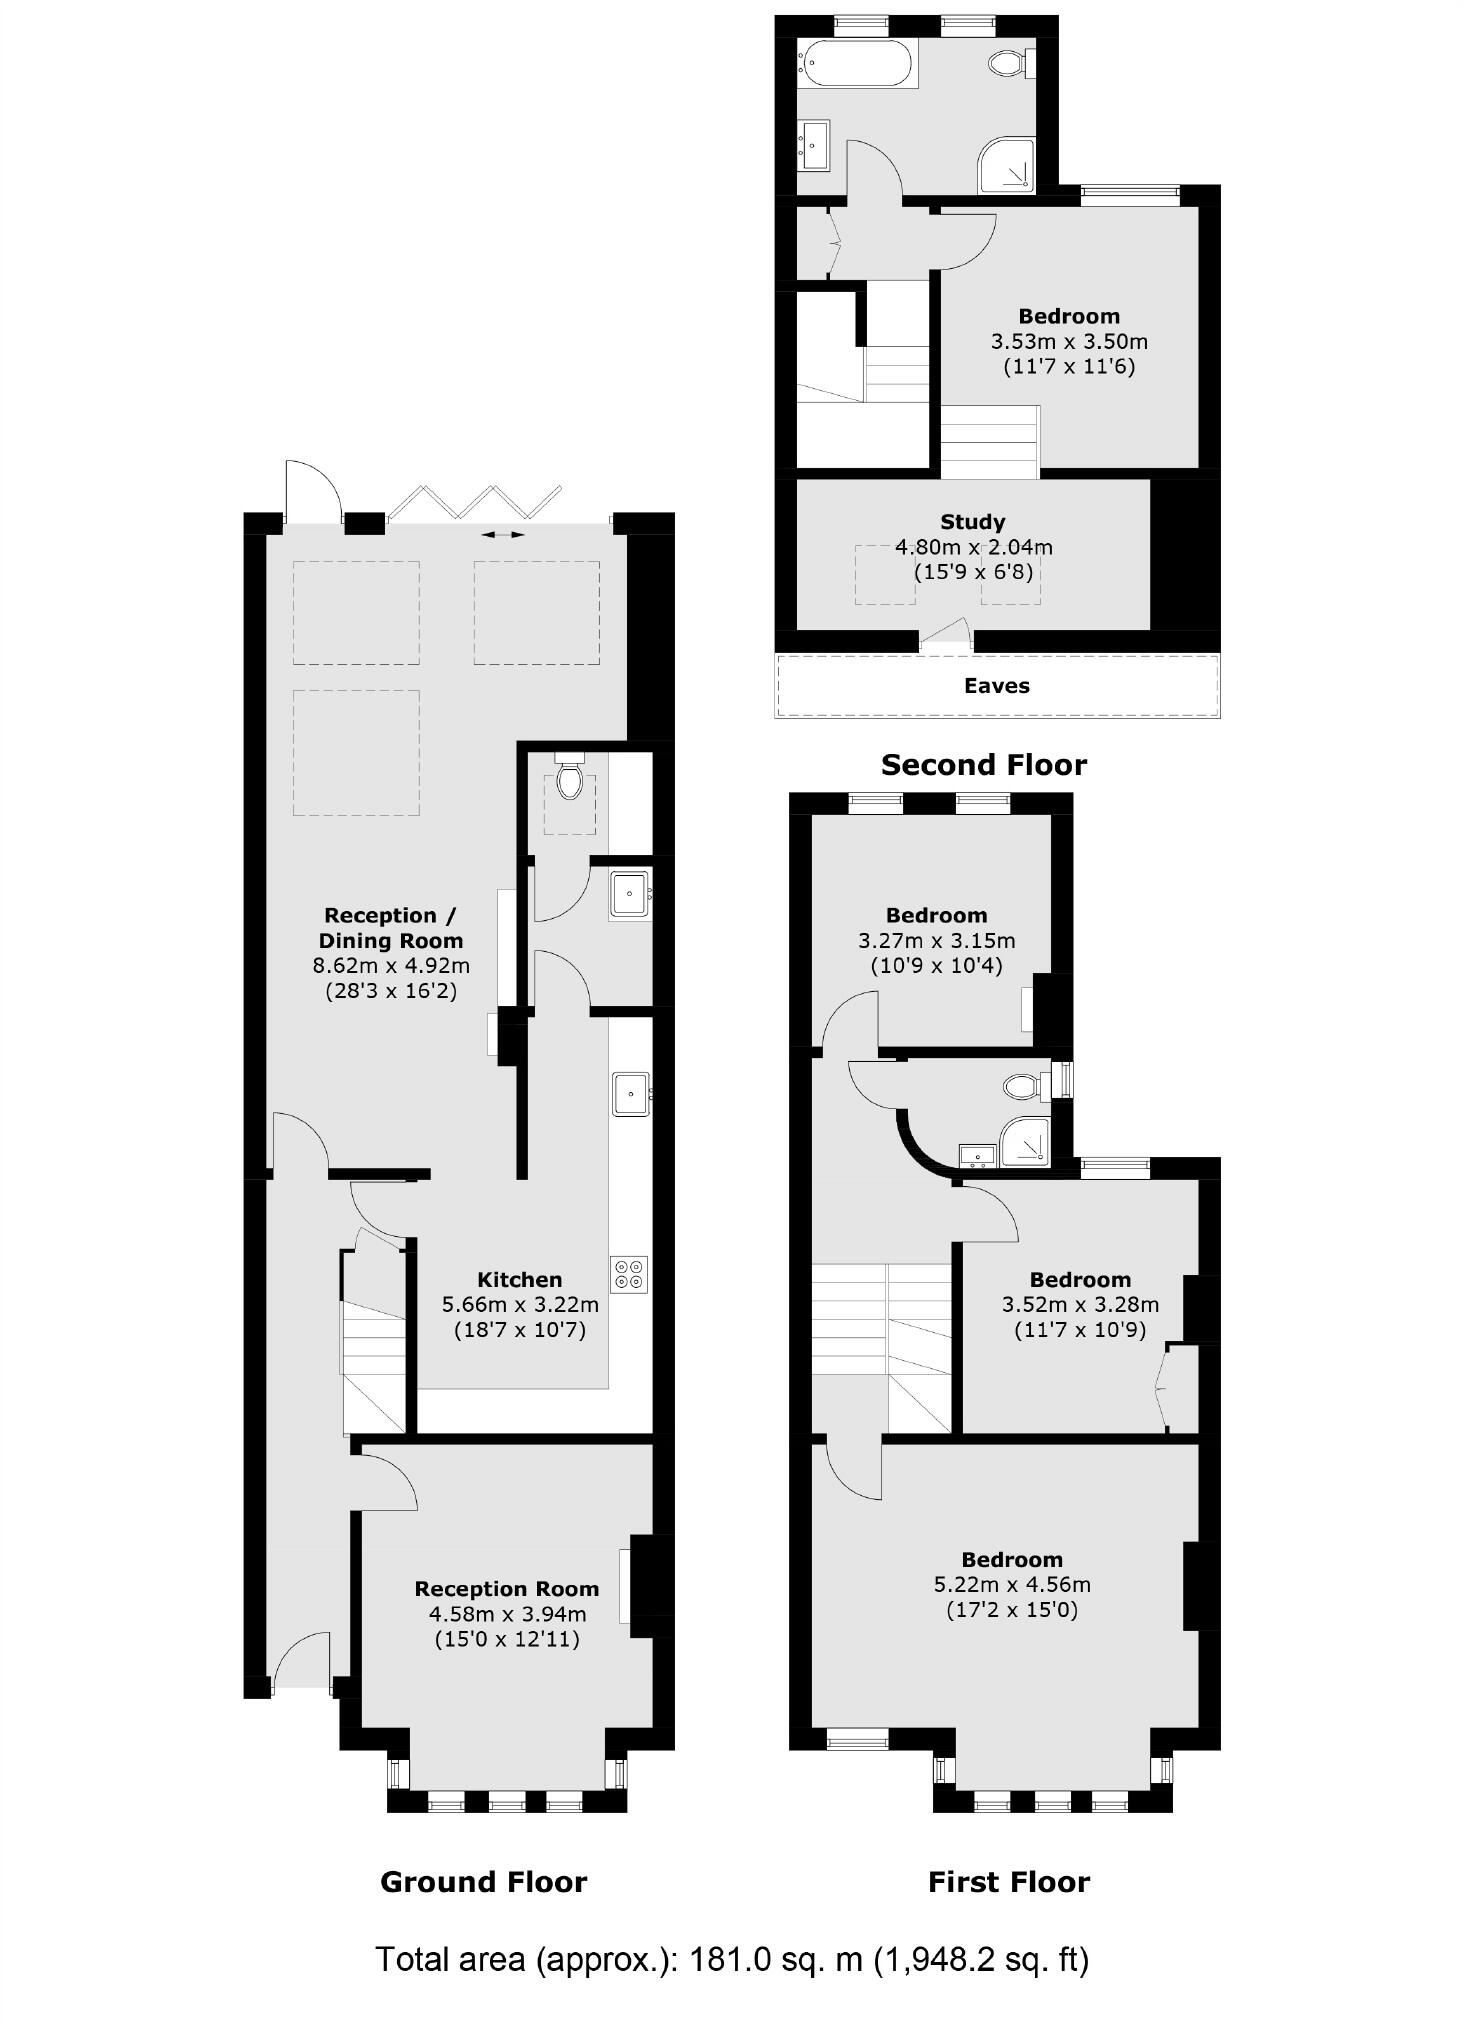 Bedroom
3.53m x 3.50m
(11'7 x 11'6)
Study
4.80m x 2.04m
(15'9 x 6'8)
Eaves
Second Floor
Reception /
Dining Room
8.62m x 4.92m
(28'3 x 16'2)
Kitchen
5.66m x 3.22m
(18'7 x 10'7)
Reception Room
4.58m x 3.94m
(15'0 x 12'11)
Ground Floor
Bedroom
3.27m x 3.15m
(10'9 x 10'4)
Bedroom
3.52m x 3.28m
(11'7 x 10'9)
Bedroom
5.22m x 4.56m
(17'2 x 15'0)
First Floor
Total area (approx.): 181.0 sq. m (1,948.2 sq. ft)